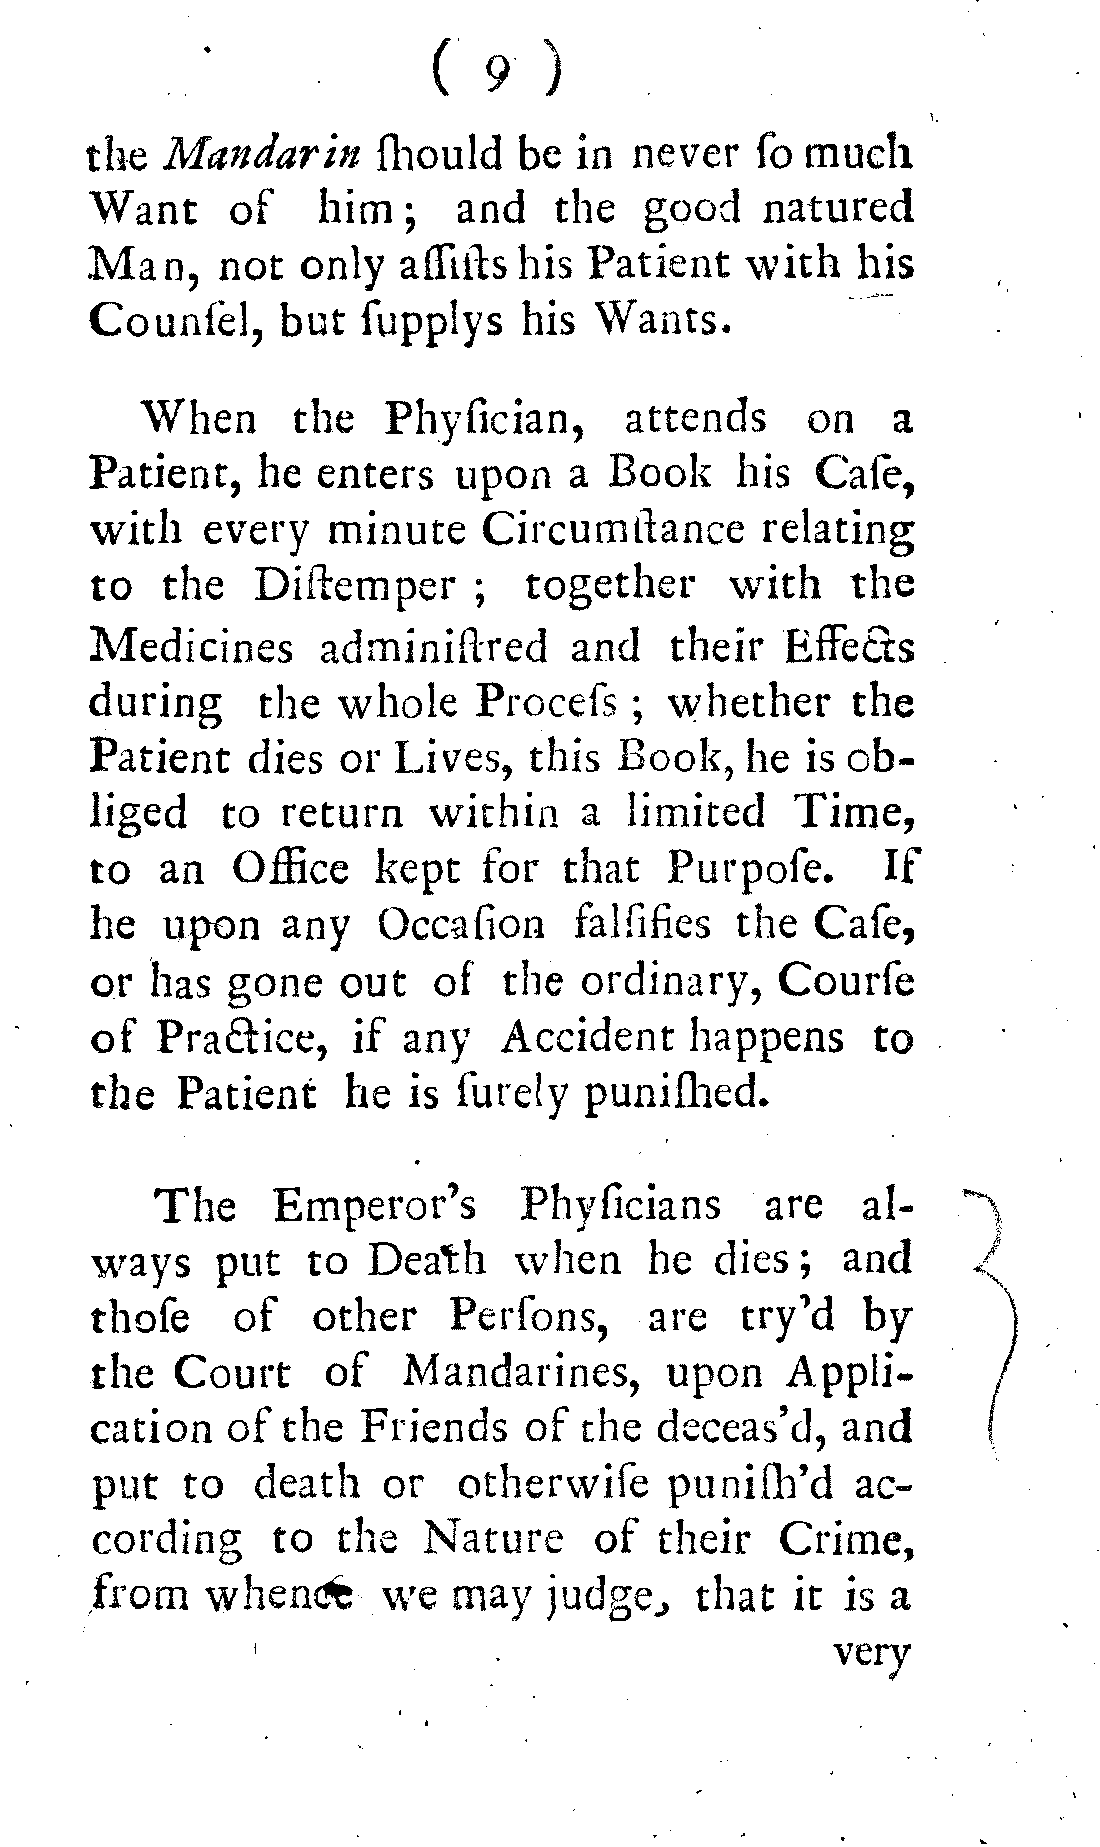 ( 9 )
the Mandarin ſhould be in never ſo much
Want of him; and the good natured
Man, not only aſſiſts his Patient with his
Counſel, but ſupplys his Wants.
When the Phyſician, attends on a
Patient, he enters upon a Book his Caſe,
with every minute Circumſtance relating
to the Diſtemper ; together with the
Medicines adminiſtred and their Effects
during the whole Proceſs ; whether the
Patient dies or Lives, this Book, he is ob-
liged to return within a limited Time,
to an Office kept for that Purpoſe. If
he upon any Occaſion falſifies the Caſe,
or has gone out of the ordinary, Courſe
of Practice, if any Accident happens to
the Patient he is ſurely puniſhed.
The Emperor's Phyſicians are al-
ways put to Death when he dies; and
thoſe of other Perſons, are try'd by
the Court of Mandarines, upon Appli-
cation of the Friends of the deceas'd, and
put to death or otherwiſe puniſh'd ac-
cording to the Nature of their Crime,
from whence we may judge, that it is a
very